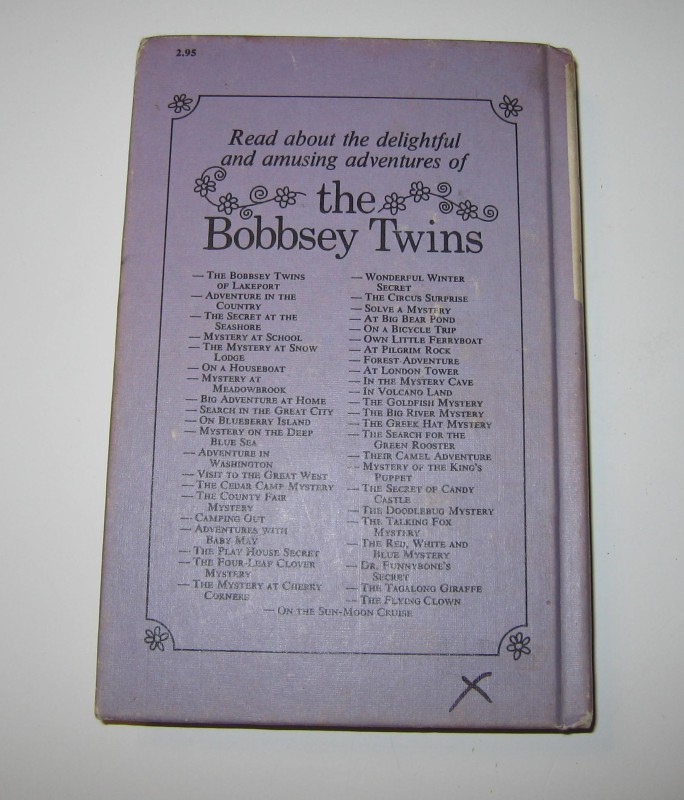 2.95
Read about the delightful
and amusing adventures of
the
Bobbsey Twins
— The Bobbsey Twins
of Lakeport
— Adventure in the
Country
— The Secret at the
Seashore
— Mystery at School
— The Mystery at Snow
Lodge
— On a Houseboat
— Mystery at
Meadowbrook
— Big Adventure at Home
— Search in the Great City
— On Blueberry Island
— Mystery on the Deep
Blue Sea
— Adventure in
Washington
— Visit to the Great West
— The Cedar Camp Mystery
— The County Fair
Mystery
— Camping Out
— Adventures with
Baby May
— The Play House Secret
— The Four-Leaf Clover
Mystery
— The Mystery at Cherry
Corners
— Wonderful Winter
Secret
— The Circus Surprise
— Solve a Mystery
— At Big Bear Pond
— On a Bicycle Trip
— Own Little Ferryboat
— At Pilgrim Rock
— Forest Adventure
— At London Tower
— In the Mystery Cave
— In Volcano Land
— The Goldfish Mystery
— The Big River Mystery
— The Greek Hat Mystery
— The Search for the
Green Rooster
— Their Camel Adventure
— Mystery of the King's
Puppet
— The Secret of Candy
Castle
— The Doodlebug Mystery
— The Talking Fox
Mystery
— The Red, White and
Blue Mystery
— Dr. Funnybone's
Secret
— The Tagalong Giraffe
— The Flying Clown
— On the Sun-Moon Cruise
X